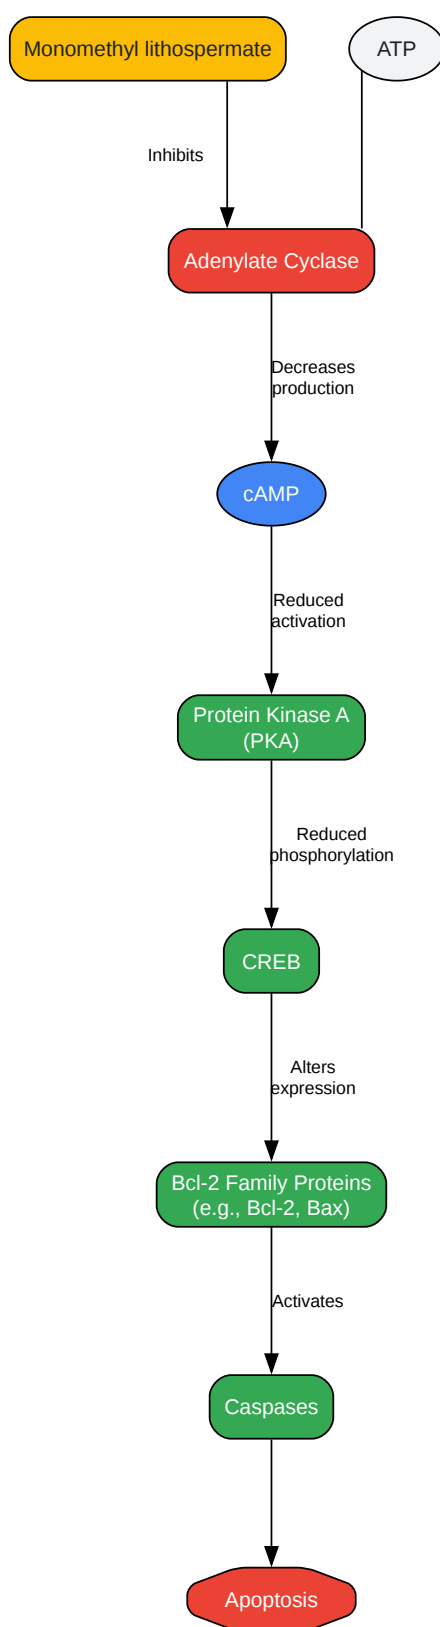 Monomethyl lithospermate
ATP
Inhibits
Adenylate Cyclase
Decreases
production
cAMP
Reduced
activation
Protein Kinase A
(PKA)
Reduced
phosphorylation
CREB
Alters
expression
Bcl-2 Family Proteins
(e.g., Bcl-2, Bax)
Activates
Caspases
Apoptosis